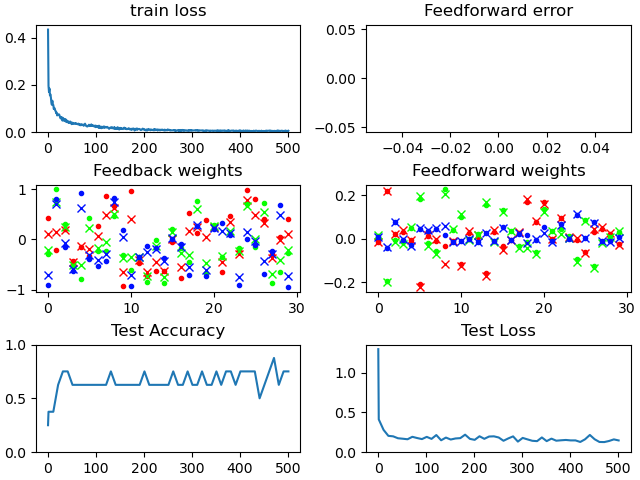 train loss
Feedforward error
0.4
0.2
0.0
0 100 200 300 400 500
0.05
0.00
−0.05
−0.04 −0.02 0.00 0.02 0.04
Feedback weights
Feedforward weights
1
0
−1
0 10 20 30
0.2
0.0
−0.2
0 10 20 30
Test Accuracy
Test Loss
1.0
0.5
0.0
0 100 200 300 400 500
1.0
0.5
0.0
0 100 200 300 400 500